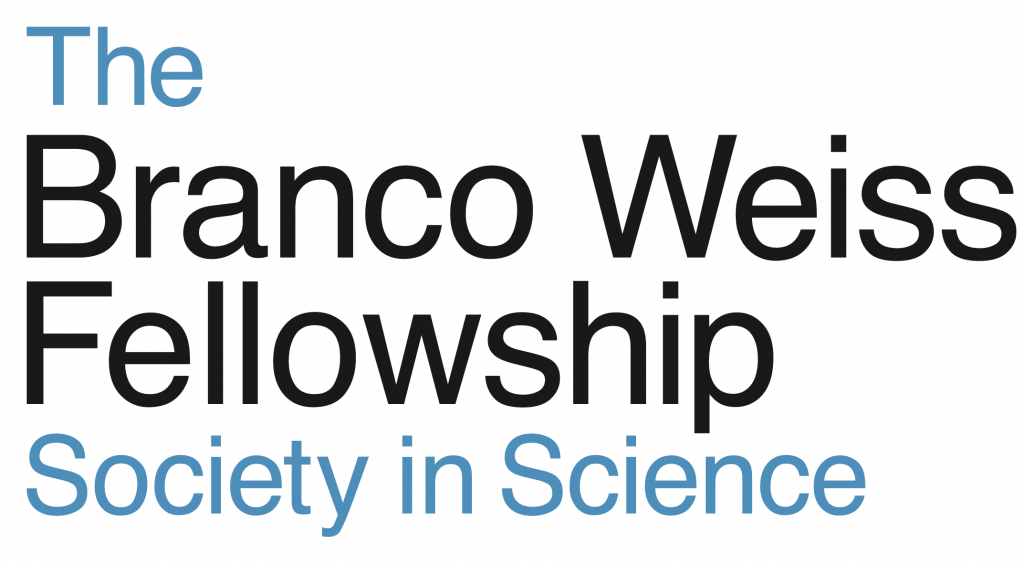 The
Branco Weiss
Fellowship
Society in Science